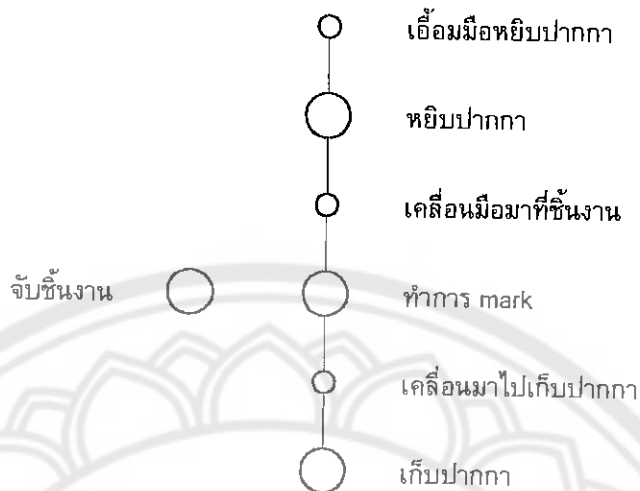 เอื้อมมือหยิบปากกา
หยิบปากกา
เคลื่อนมือมาที่ชิ้นงาน
จับชิ้นงาน ทำการ mark
เคลื่อนมาไปเก็บปากกา
เก็บปากกา